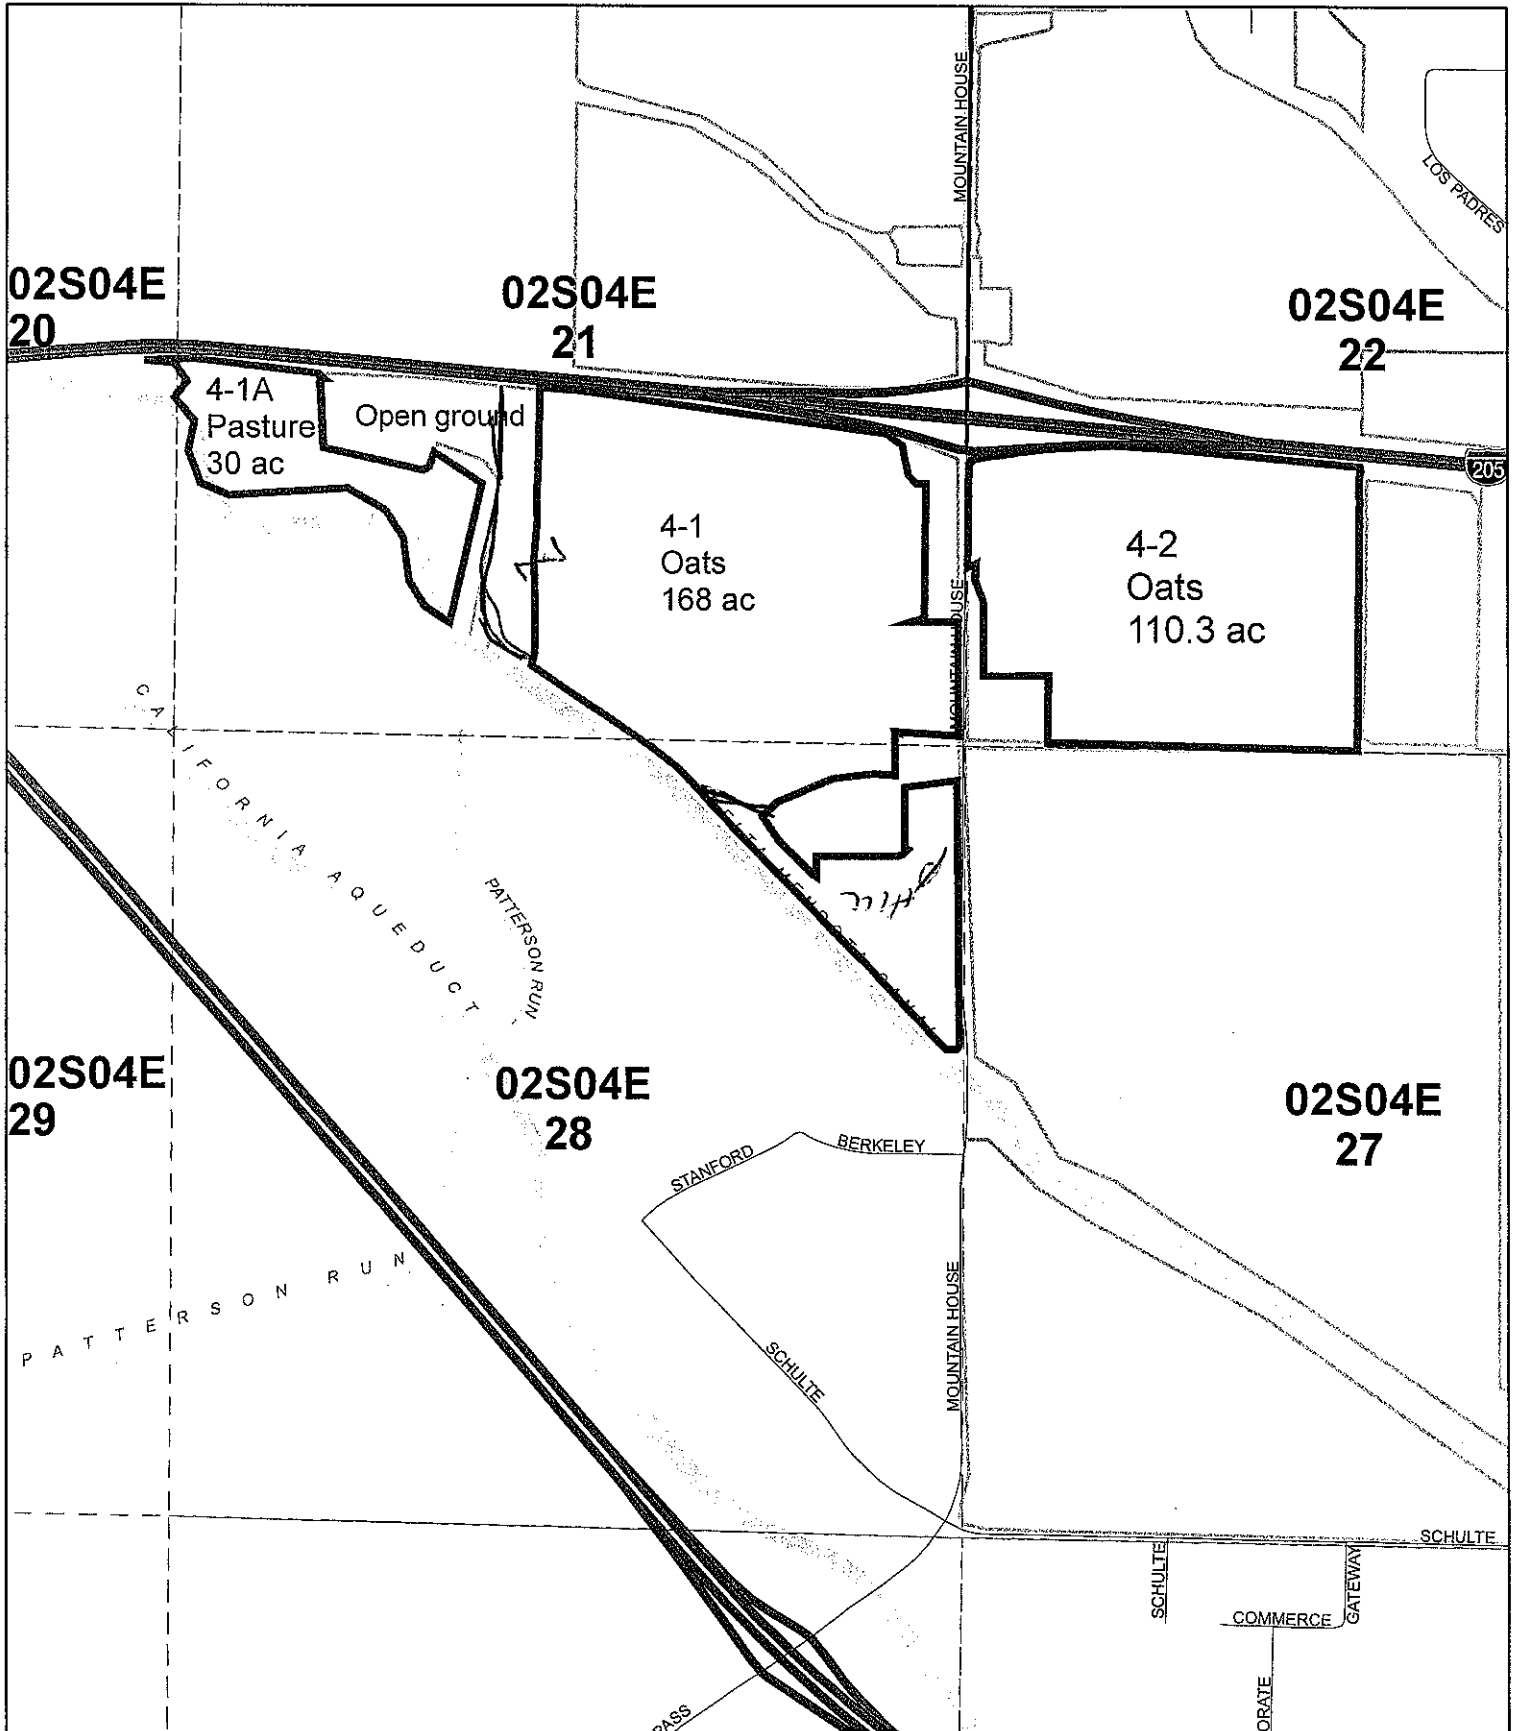 MOUNTAIN HOUSE
LOS PADRES
02S04E
20
02S04E
21
02S04E
22
4-1A
Pasture
30 ac
Open ground
205
4-1
Oats
168 ac
4-2
Oats
110.3 ac
MOUNTAIN HOUSE
CALIFORNIA AQUEDUCT
Hill
PATTERSON RUN
02S04E
29
02S04E
28
02S04E
27
STANFORD
BERKELEY
PATTERSON RUN
MOUNTAIN HOUSE
SCHULTE
SCHULTE
SCHULTE
GATEWAY
COMMERCE
ORATE
PASS